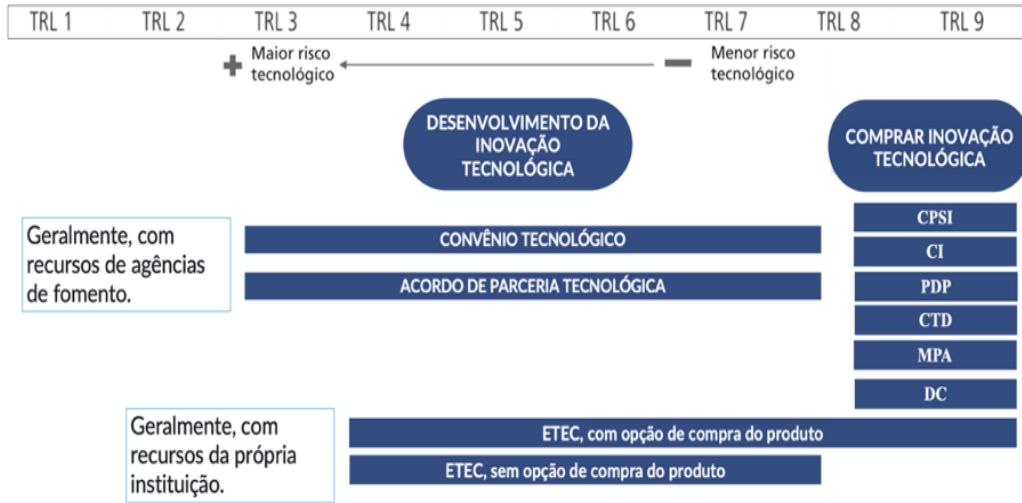 TRL 1 TRL 2 TRL 3 TRL 4 TRL 5 TRL 6 TRL 7 TRL 8 TRL 9
Maior risco
tecnológico
Menor risco
tecnológico
DESENVOLVIMENTO DA
INOVAÇÃO
TECNOLÓGICA
COMPRAR INOVAÇÃO
TECNOLÓGICA
Geralmente, com
recursos de agências
de fomento.
CONVÊNIO TECNOLÓGICO
ACORDO DE PARCERIA TECNOLÓGICA
CPSI
CI
PDP
CTD
MPA
DC
Geralmente, com
recursos da própria
instituição.
ETEC, com opção de compra do produto
ETEC, sem opção de compra do produto